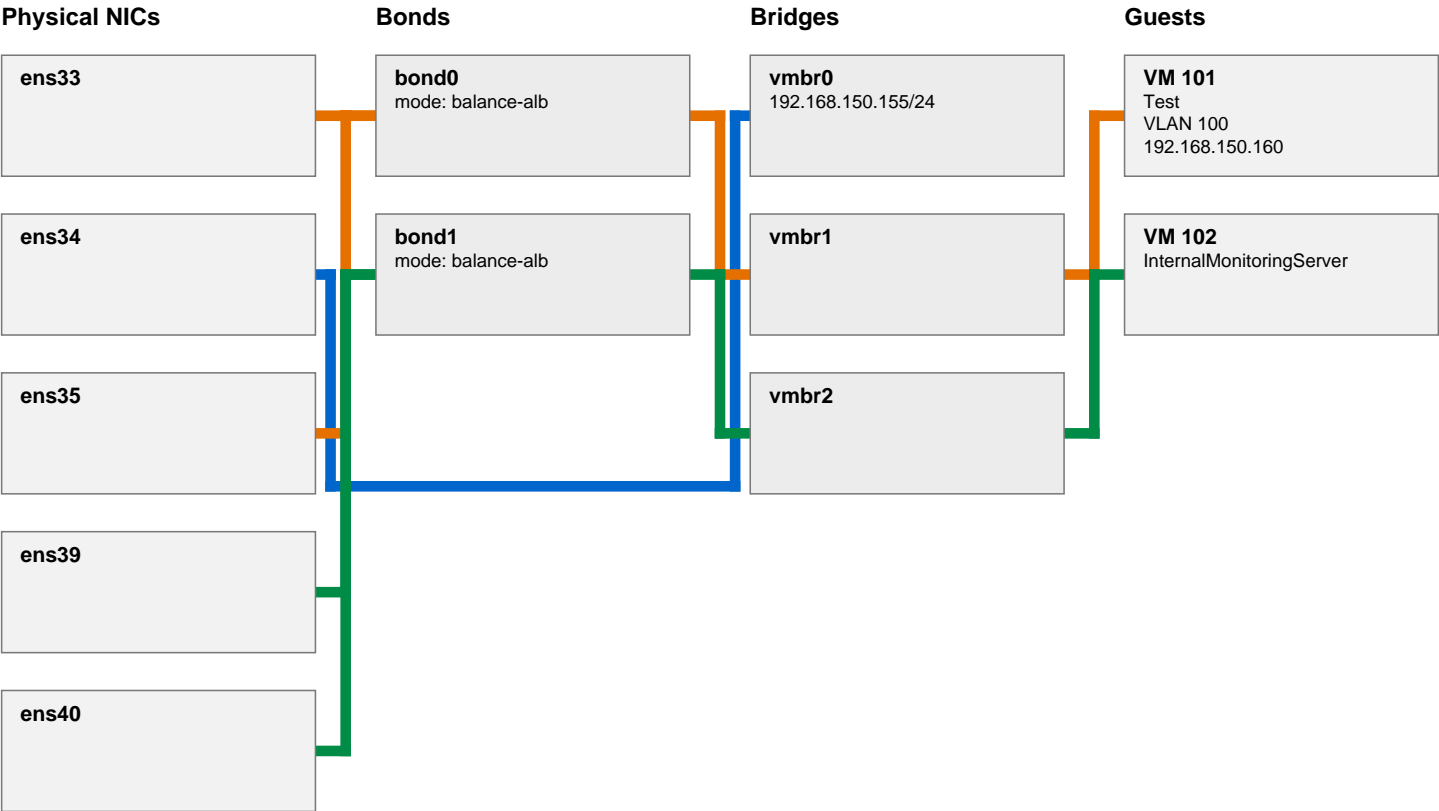 Physical NICs
Bonds
Bridges
Guests
ens33
bond0
mode: balance-alb
vmbr0
192.168.150.155/24
VM 101
Test
VLAN 100
192.168.150.160
ens34
bond1
mode: balance-alb
vmbr1
VM 102
InternalMonitoringServer
ens35
vmbr2
ens39
ens40